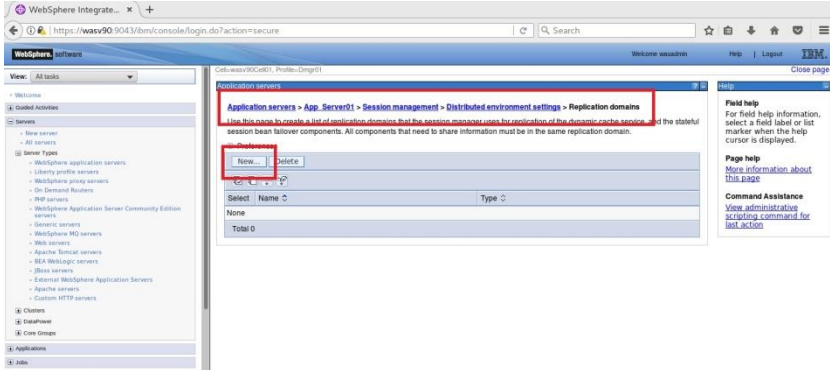 WebSphere Integrate...
https://wasv90:9043/ibm/console/login.do?action=secure
Search
WebSphere. software
Welcome wasadmin
Help | Logout
IBM.
View: All tasks
Welcome
Guided Activities
Servers
New server
All servers
Server Types
WebSphere application servers
Liberty profile servers
WebSphere proxy servers
On Demand Routers
PHP servers
WebSphere Application Server Community Edition
servers
Generic servers
WebSphere MQ servers
Web servers
Apache Tomcat servers
BEA WebLogic servers
JBoss servers
External WebSphere Application Servers
Apache servers
Custom HTTP servers
Clusters
DataPower
Core Groups
Applications
Jobs
Cell=wasv90Cell01, Profile=Dmgr01
Close page
Application servers
Application servers > App_Server01 > Session management > Distributed environment settings > Replication domains
Use this page to create a list of replication domains that the session manager uses for replication of the dynamic cache service, and the stateful
session bean failover components. All components that need to share information must be in the same replication domain.
Preferences
New... Delete
Select Name Type
None
Total 0
Help
Field help
For field help information,
select a field label or list
marker when the help
cursor is displayed.
Page help
More information about
this page
Command Assistance
View administrative
scripting command for
last action